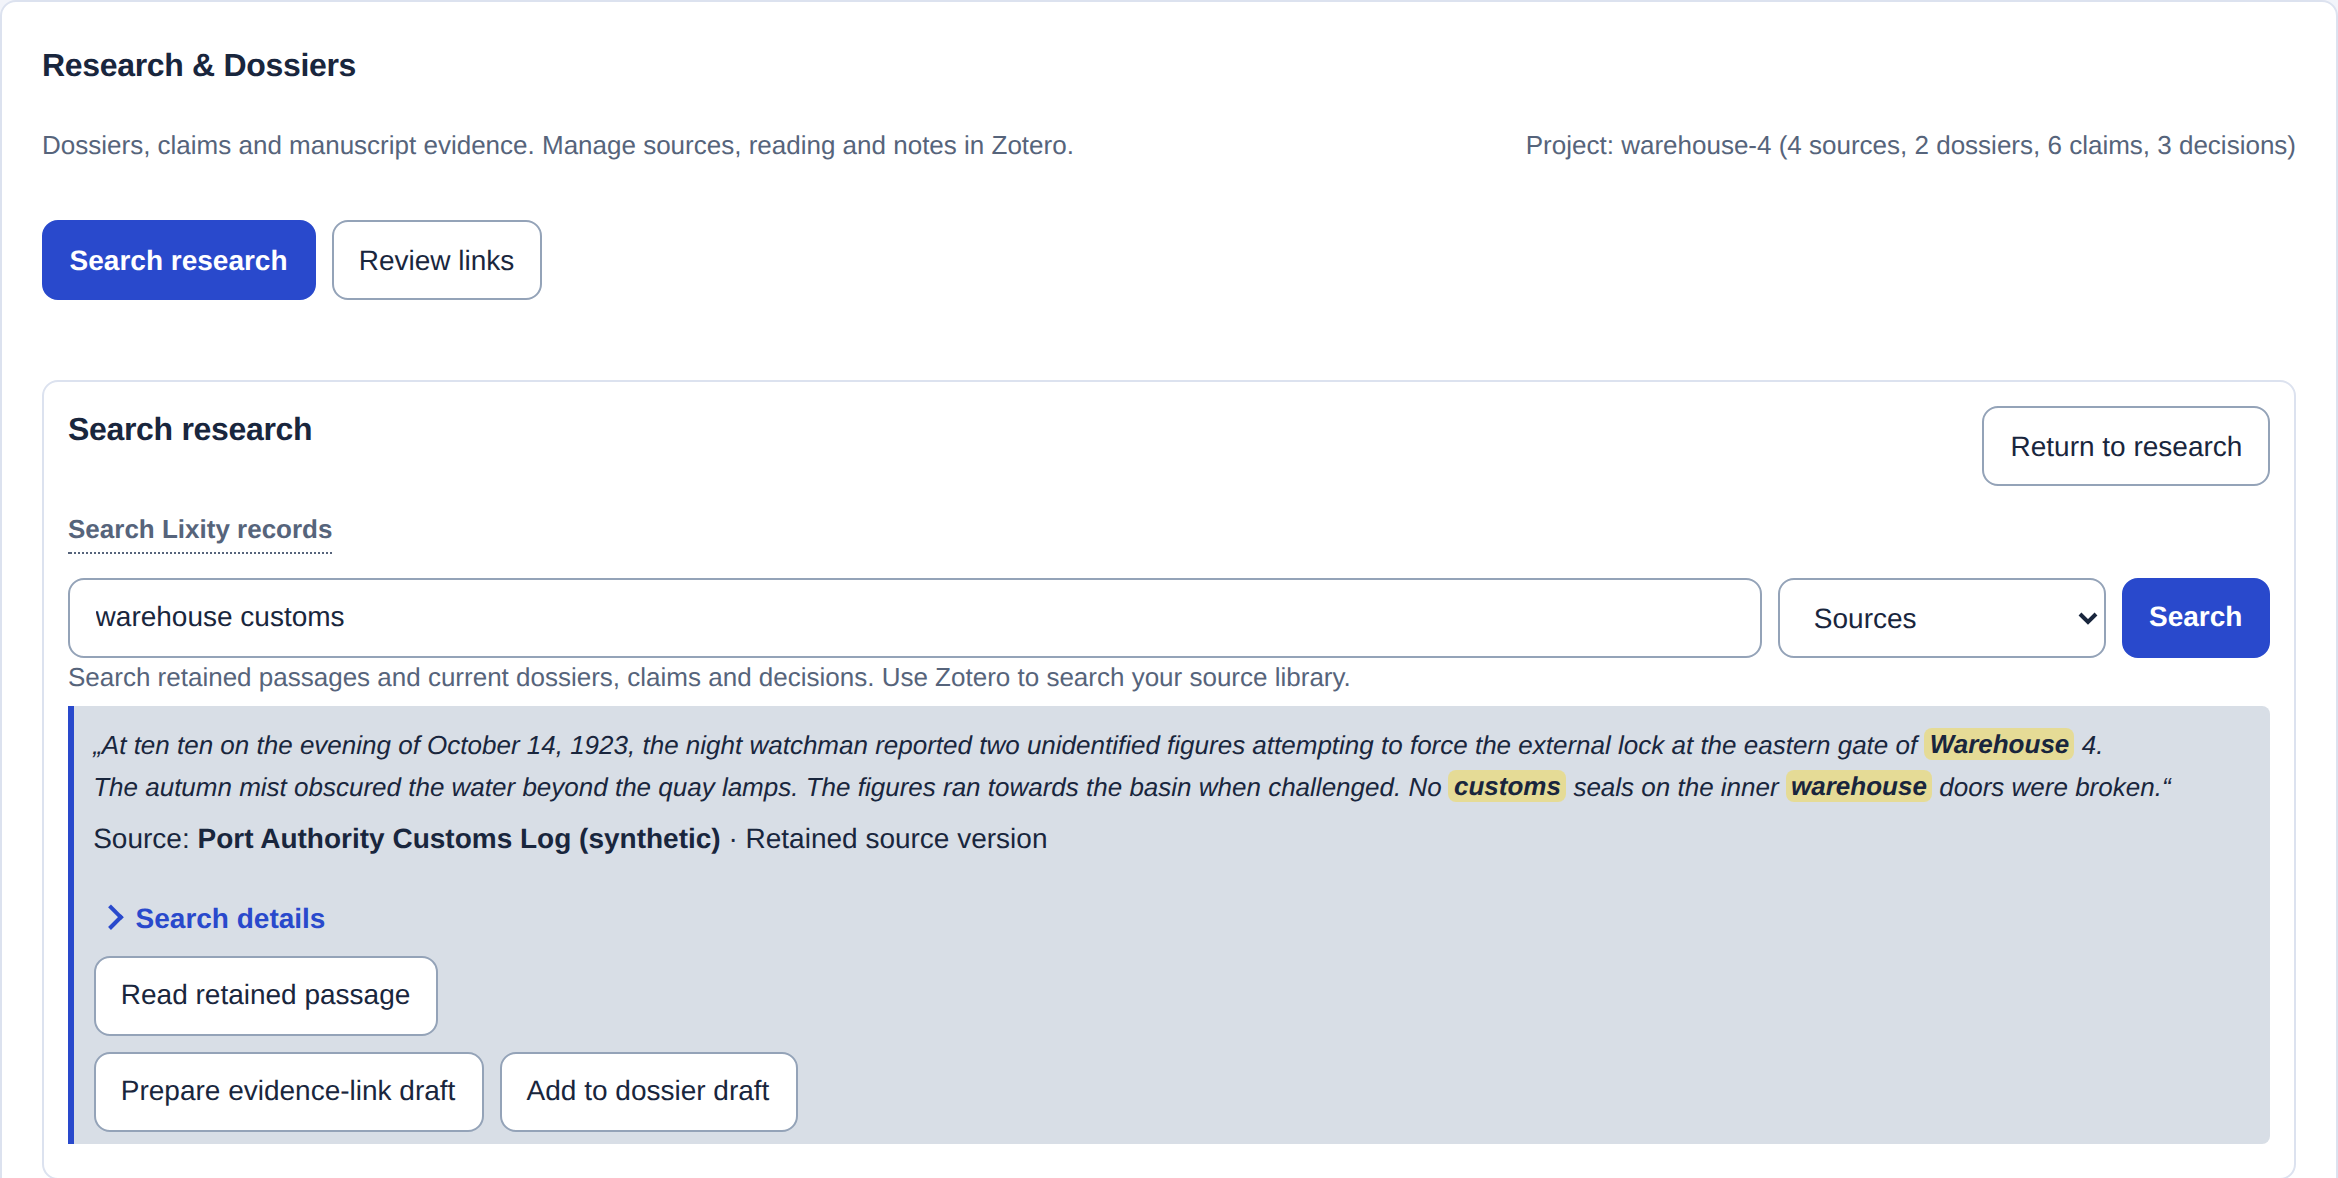 Research & Dossiers
Dossiers, claims and manuscript evidence. Manage sources, reading and notes in Zotero.
Project: warehouse-4 (4 sources, 2 dossiers, 6 claims, 3 decisions)
Search research
Review links
Search research
Return to research
Search Lixity records
warehouse customs
Sources
Search
Search retained passages and current dossiers, claims and decisions. Use Zotero to search your source library.
„At ten ten on the evening of October 14, 1923, the night watchman reported two unidentified figures attempting to force the external lock at the eastern gate of Warehouse 4.
The autumn mist obscured the water beyond the quay lamps. The figures ran towards the basin when challenged. No customs seals on the inner warehouse doors were broken.“
Source: Port Authority Customs Log (synthetic) · Retained source version
Search details
Read retained passage
Prepare evidence-link draft
Add to dossier draft